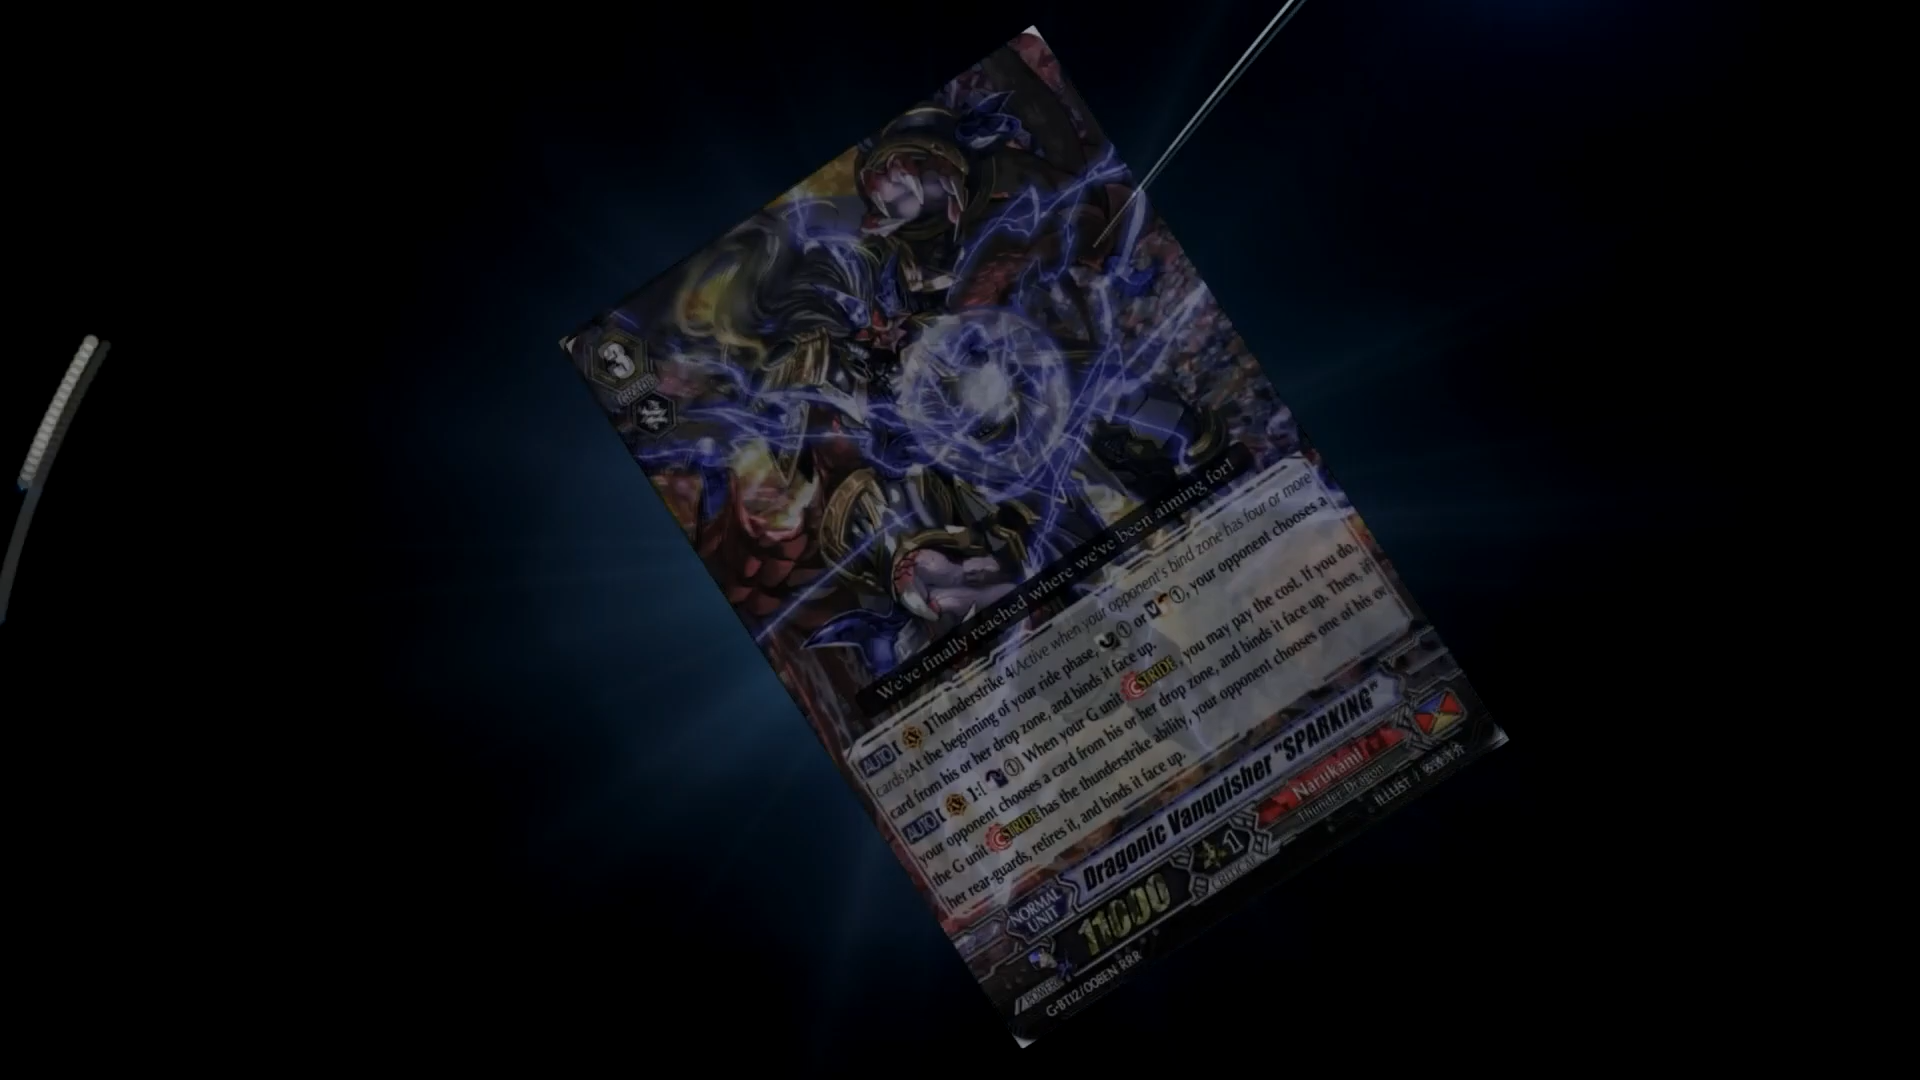 We've finally reached where we've been aiming for!
AUTO [ ]Thunderstrike 4(Active when your opponent's bind zone has four or more
cards):At the beginning of your ride phase, ① or ①, your opponent chooses a
card from his or her drop zone, and binds it face up.
AUTO [ ]:[ ①] When your G unit STRIDE, you may pay the cost. If you do,
your opponent chooses a card from his or her drop zone, and binds it face up. Then, if
the G unit STRIDE has the thunderstrike ability, your opponent chooses one of his or
her rear-guards, retires it, and binds it face up.
NORMAL
UNIT
Dragonic Vanquisher "SPARKING"
Narukami
Thunder Dragon
POWER
11000
1
CRITICAL
G-BT12/008EN RRR
ILLUST /